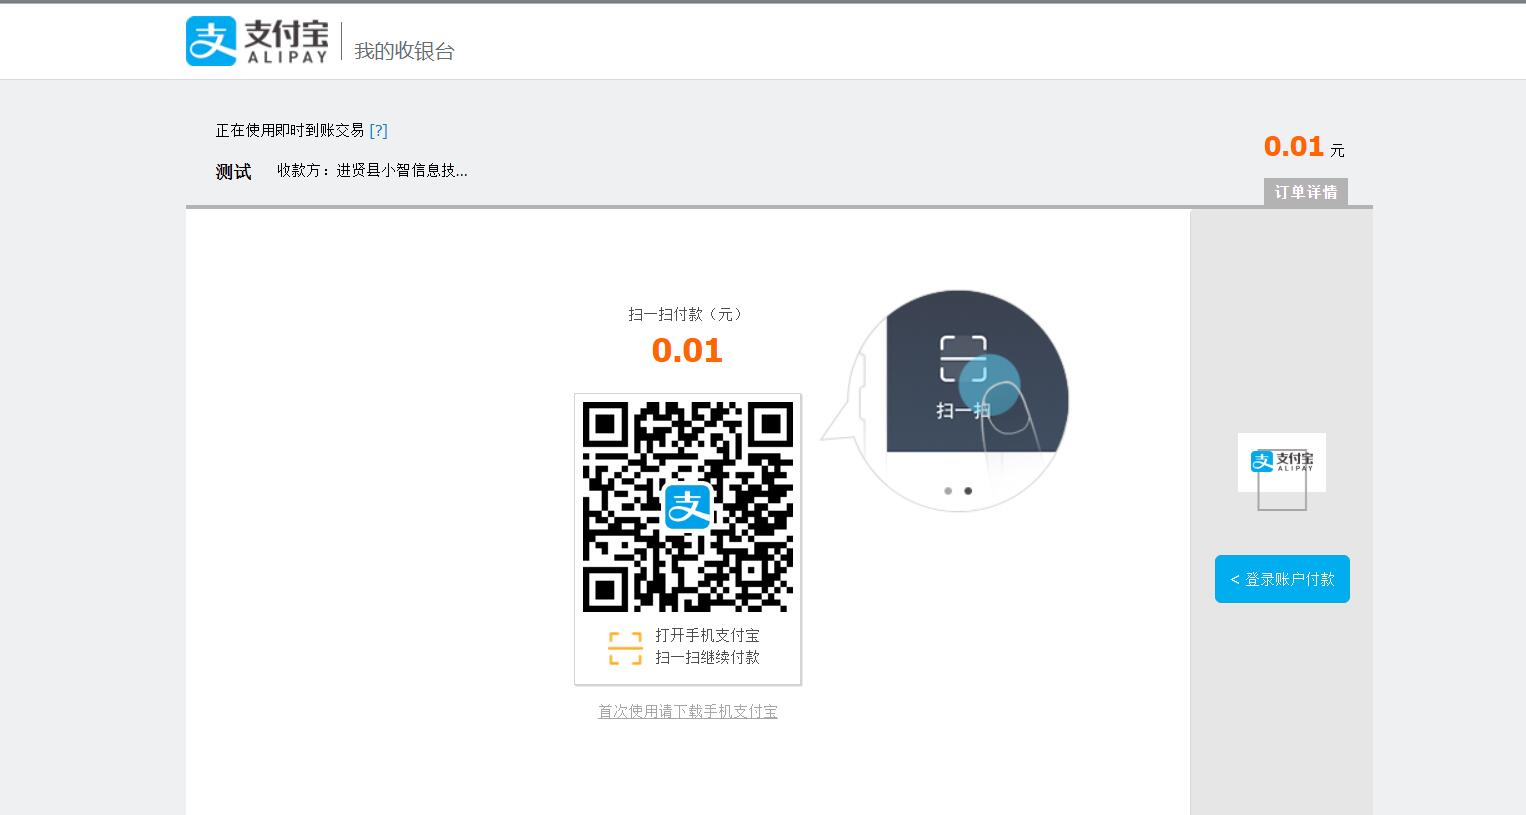 支付宝
ALIPAY
我的收银台
正在使用即时到账交易 [?]
测试 收款方：进贤县小智信息技...
0.01 元
订单详情
扫一扫付款（元）
0.01
扫一扫
支
打开手机支付宝
扫一扫继续付款
首次使用请下载手机支付宝
支付宝
ALIPAY
< 登录账户付款